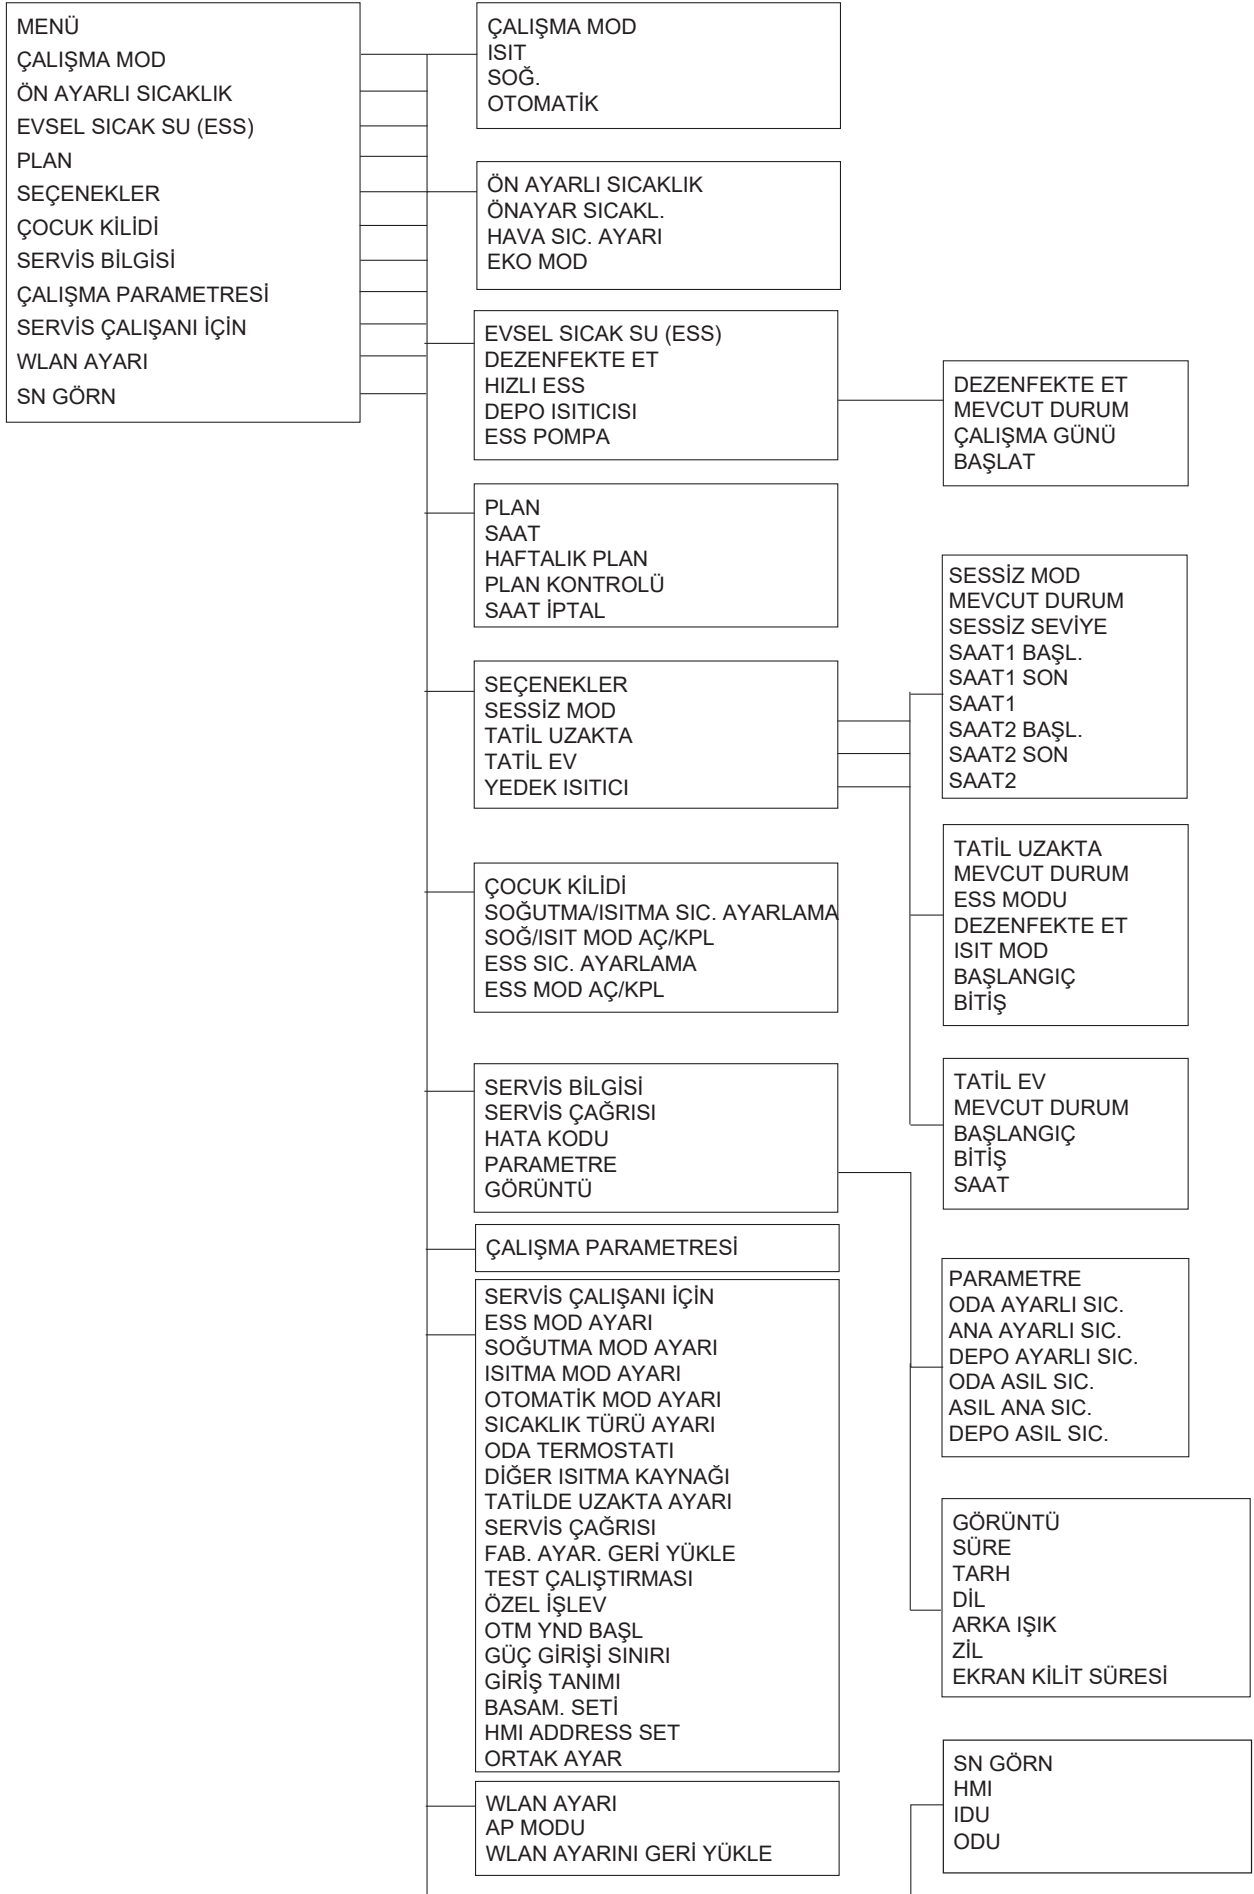 MENÜ
ÇALIŞMA MOD
ÖN AYARLI SICAKLIK
EVSEL SICAK SU (ESS)
PLAN
SEÇENEKLER
ÇOCUK KİLİDİ
SERVİS BİLGİSİ
ÇALIŞMA PARAMETRESİ
SERVİS ÇALIŞANI İÇİN
WLAN AYARI
SN GÖRN
ÇALIŞMA MOD
ISIT
SOĞ.
OTOMATİK
ÖN AYARLI SICAKLIK
ÖNAYAR SICAKL.
HAVA SIC. AYARI
EKO MOD
EVSEL SICAK SU (ESS)
DEZENFEKTE ET
HIZLI ESS
DEPO ISITICISI
ESS POMPA
DEZENFEKTE ET
MEVCUT DURUM
ÇALIŞMA GÜNÜ
BAŞLAT
PLAN
SAAT
HAFTALIK PLAN
PLAN KONTROLÜ
SAAT İPTAL
SEÇENEKLER
SESSİZ MOD
TATİL UZAKTA
TATİL EV
YEDEK ISITICI
SESSİZ MOD
MEVCUT DURUM
SESSİZ SEVİYE
SAAT1 BAŞL.
SAAT1 SON
SAAT1
SAAT2 BAŞL.
SAAT2 SON
SAAT2
TATİL UZAKTA
MEVCUT DURUM
ESS MODU
DEZENFEKTE ET
ISIT MOD
BAŞLANGIÇ
BİTİŞ
TATİL EV
MEVCUT DURUM
BAŞLANGIÇ
BİTİŞ
SAAT
ÇOCUK KİLİDİ
SOĞUTMA/ISITMA SIC. AYARLAMA
SOĞ/ISIT MOD AÇ/KPL
ESS SIC. AYARLAMA
ESS MOD AÇ/KPL
SERVİS BİLGİSİ
SERVİS ÇAĞRISI
HATA KODU
PARAMETRE
GÖRÜNTÜ
PARAMETRE
ODA AYARLI SIC.
ANA AYARLI SIC.
DEPO AYARLI SIC.
ODA ASIL SIC.
ASIL ANA SIC.
DEPO ASIL SIC.
GÖRÜNTÜ
SÜRE
TARH
DİL
ARKA IŞIK
ZİL
EKRAN KİLİT SÜRESİ
ÇALIŞMA PARAMETRESİ
SERVİS ÇALIŞANI İÇİN
ESS MOD AYARI
SOĞUTMA MOD AYARI
ISITMA MOD AYARI
OTOMATİK MOD AYARI
SICAKLIK TÜRÜ AYARI
ODA TERMOSTATI
DİĞER ISITMA KAYNAĞI
TATİLDE UZAKTA AYARI
SERVİS ÇAĞRISI
FAB. AYAR. GERİ YÜKLE
TEST ÇALIŞTIRMASI
ÖZEL İŞLEV
OTM YND BAŞL
GÜÇ GİRİŞİ SINIRI
GİRİŞ TANIMI
BASAM. SETİ
HMI ADDRESS SET
ORTAK AYAR
WLAN AYARI
AP MODU
WLAN AYARINI GERİ YÜKLE
SN GÖRN
HMI
IDU
ODU